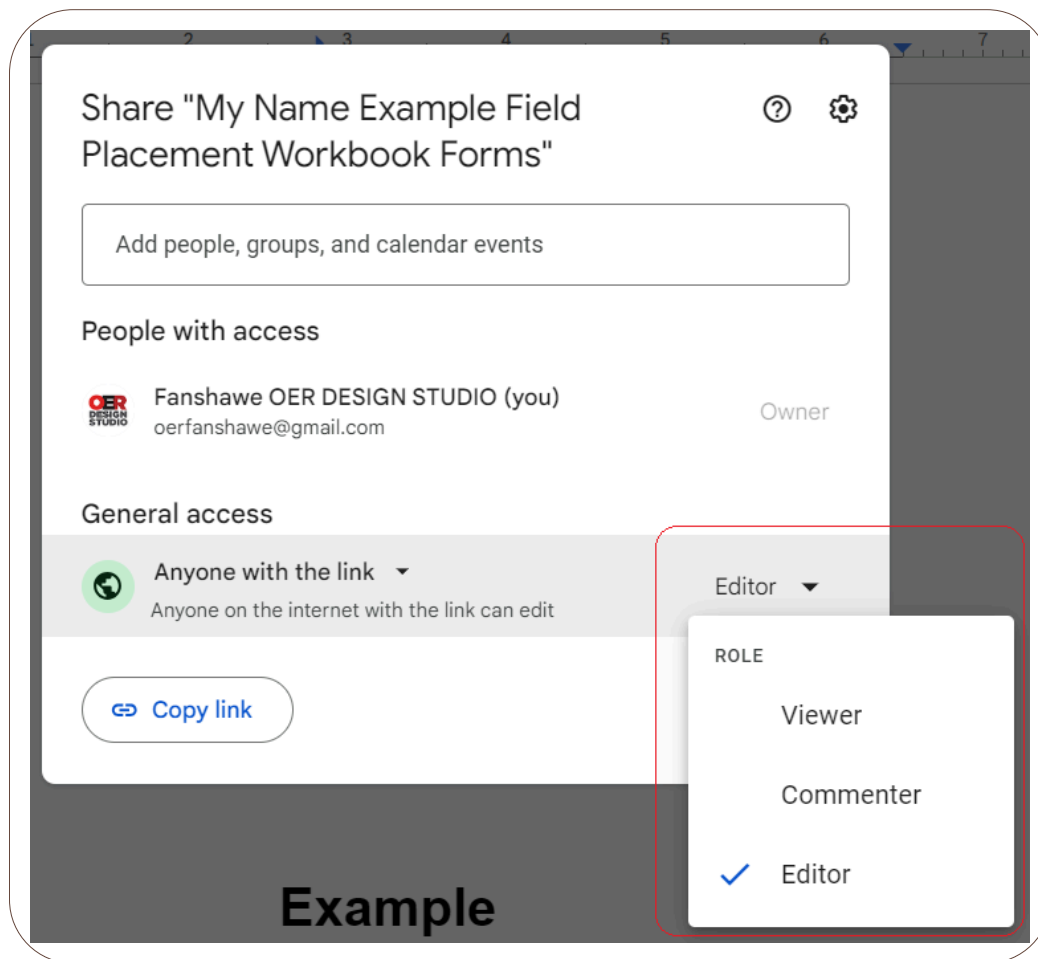 2 3 4 5 6 7
Share "My Name Example Field
Placement Workbook Forms"
Add people, groups, and calendar events
People with access
OER
DESIGN
STUDIO
Fanshawe OER DESIGN STUDIO (you)
oerfanshawe@gmail.com
Owner
General access
Anyone with the link
Anyone on the internet with the link can edit
Editor
ROLE
Viewer
Commenter
Editor
Copy link
Example